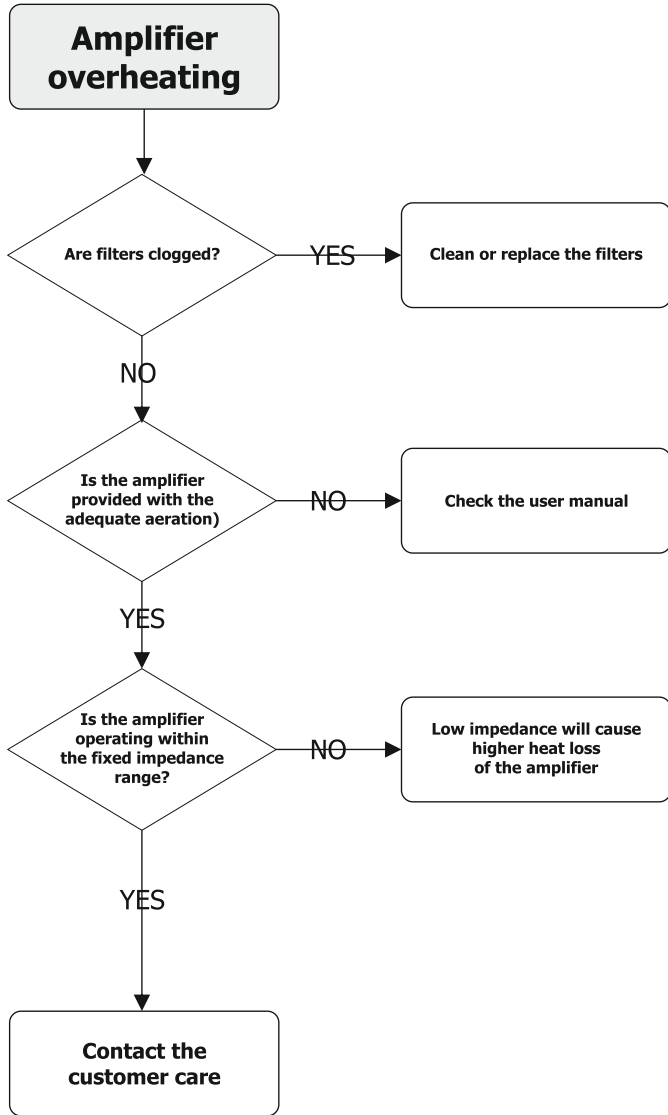 Amplifier
overheating
Are filters clogged?
YES
Clean or replace the filters
NO
Is the amplifier
provided with the
adequate aeration)
NO
Check the user manual
YES
Is the amplifier
operating within
the fixed impedance
range?
NO
Low impedance will cause
higher heat loss
of the amplifier
YES
Contact the
customer care